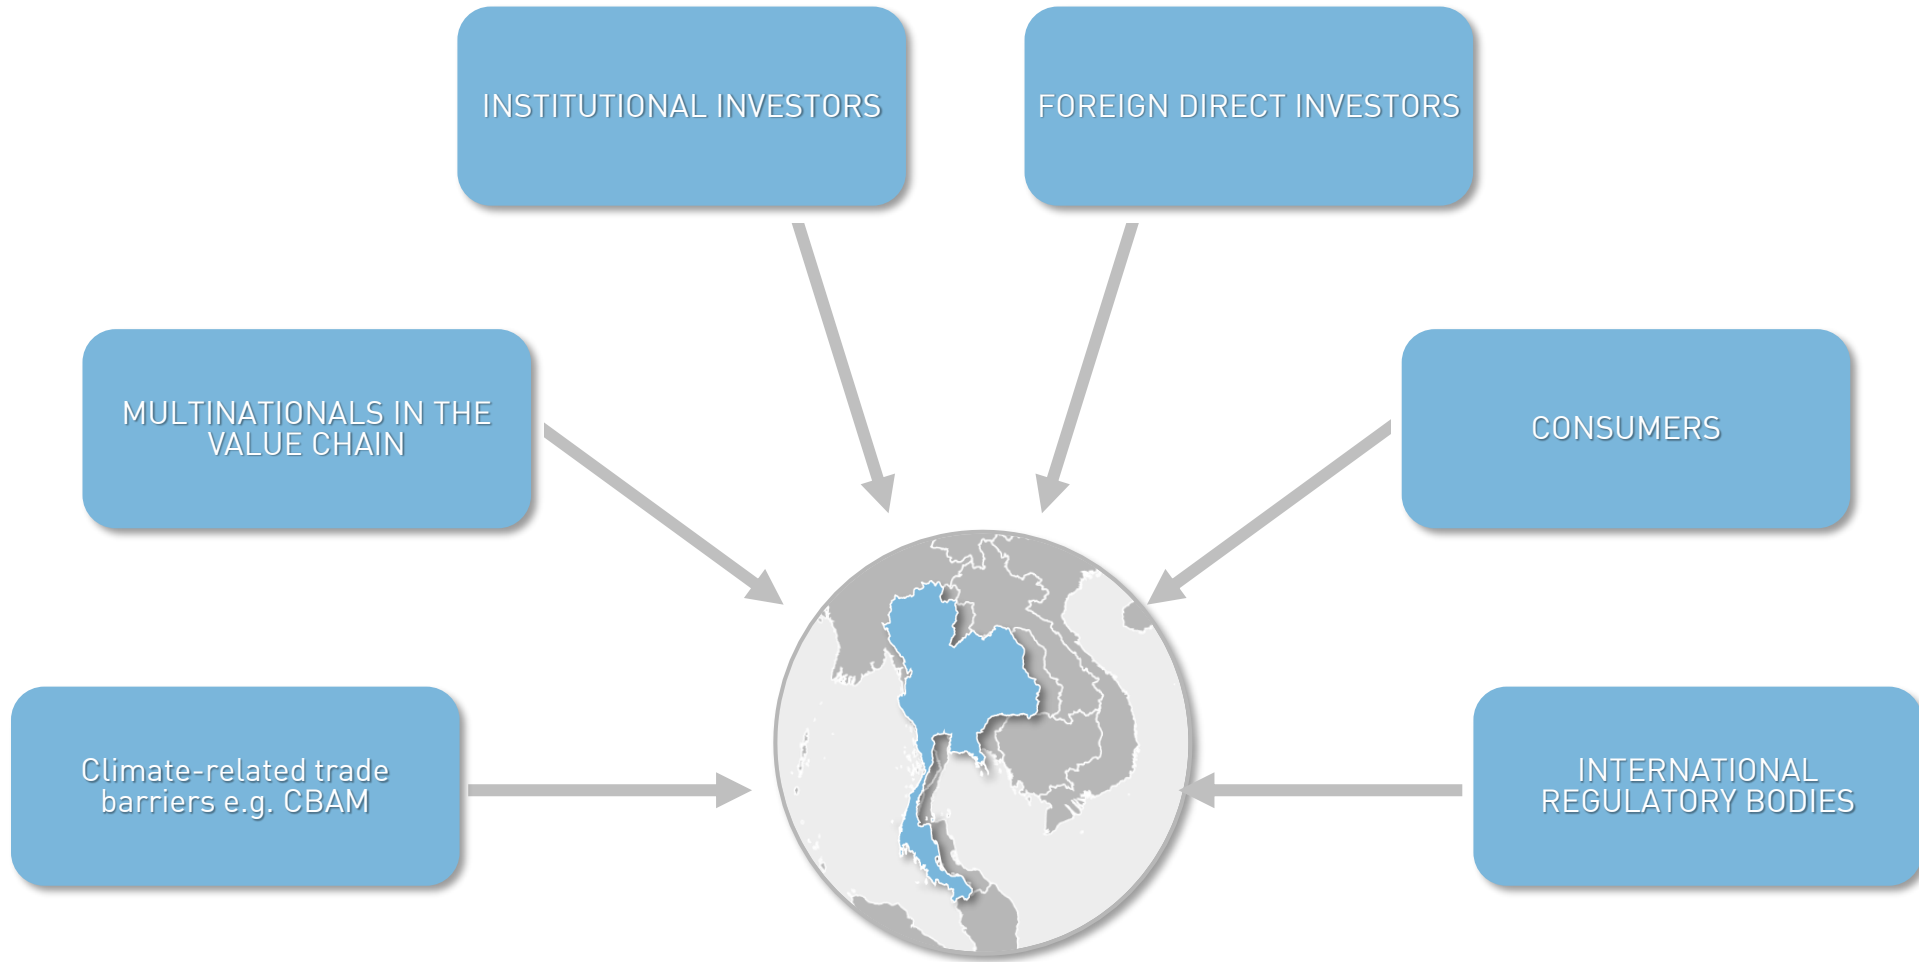 INSTITUTIONAL INVESTORS
FOREIGN DIRECT INVESTORS
MULTINATIONALS IN THE
VALUE CHAIN
CONSUMERS
Climate-related trade
barriers e.g. CBAM
INTERNATIONAL
REGULATORY BODIES